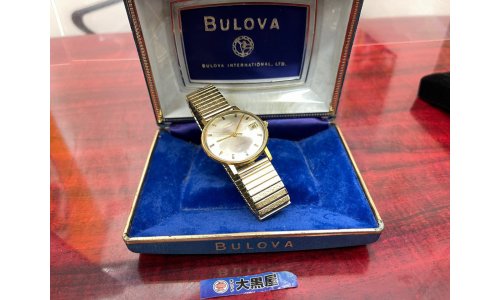 BULOVA
BULOVA INTERNATIONAL, LTD.
BULOVA
大黒屋